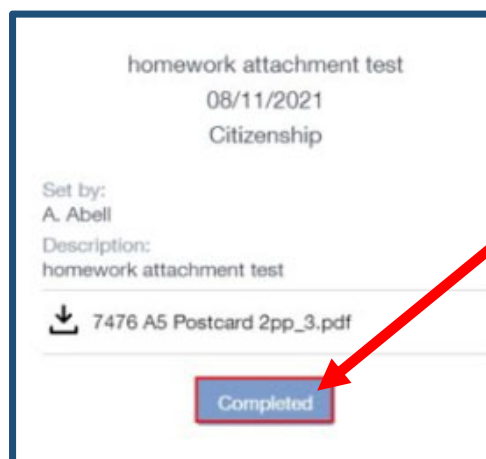 homework attachment test
08/11/2021
Citizenship
Set by:
A. Abell
Description:
homework attachment test
7476 A5 Postcard 2pp_3.pdf
Completed